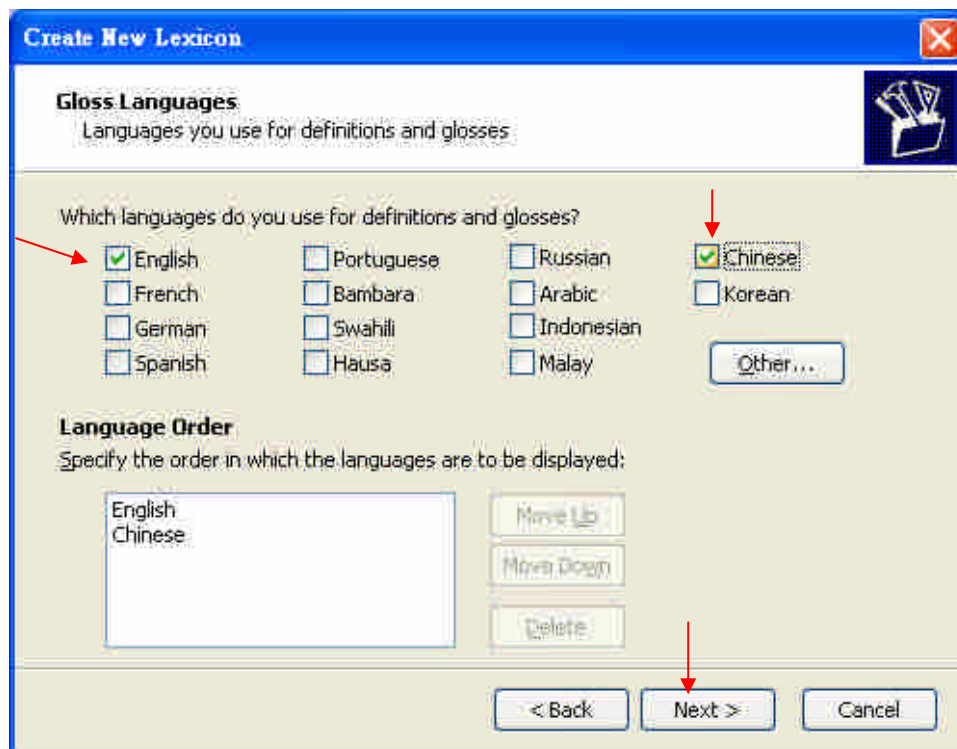 Create New Lexicon
Gloss Languages
Languages you use for definitions and glosses
Which languages do you use for definitions and glosses?
English Portuguese Russian Chinese
French Bambara Arabic Korean
German Swahili Indonesian
Spanish Hausa Malay Other...
Language Order
Specify the order in which the languages are to be displayed:
English
Chinese
Move Up
Move Down
Delete
< Back Next > Cancel